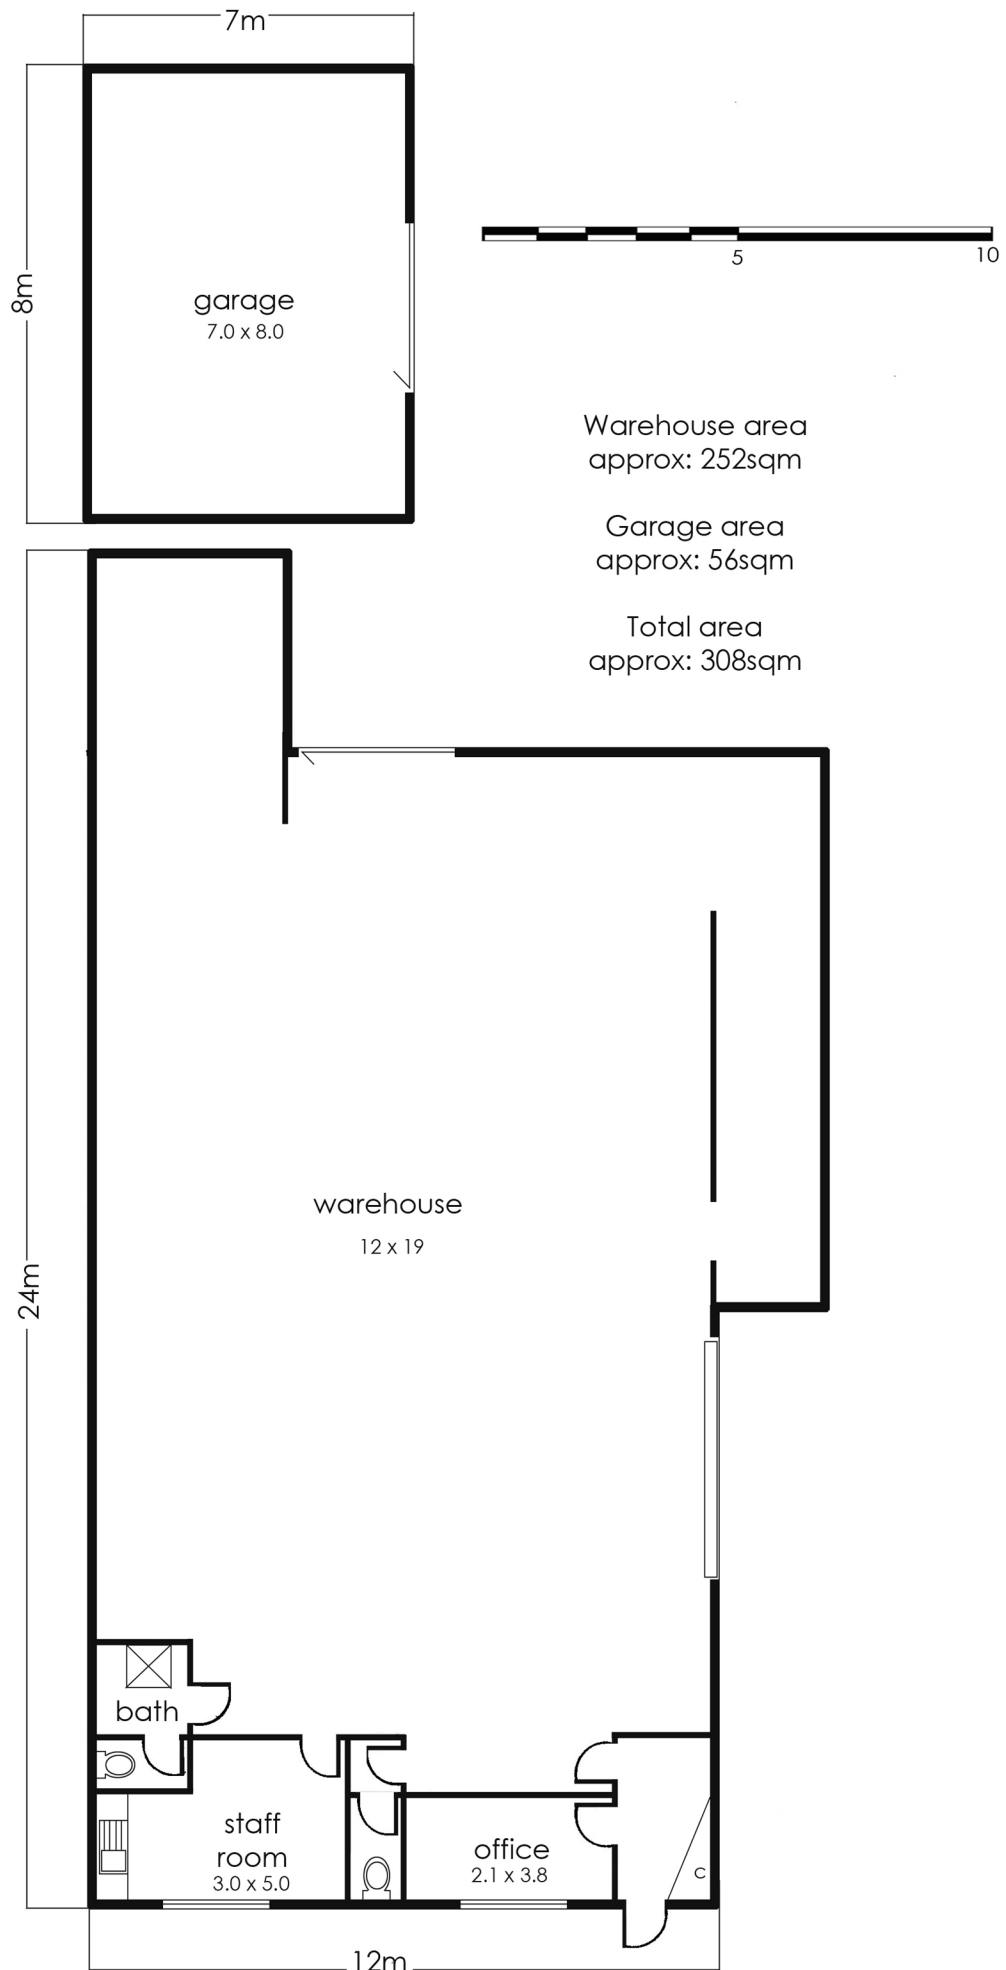 7m
8m
garage
7.0 x 8.0
5
10
Warehouse area
approx: 252sqm
Garage area
approx: 56sqm
Total area
approx: 308sqm
24m
warehouse
12 x 19
bath
staff
room
3.0 x 5.0
office
2.1 x 3.8
c
12m